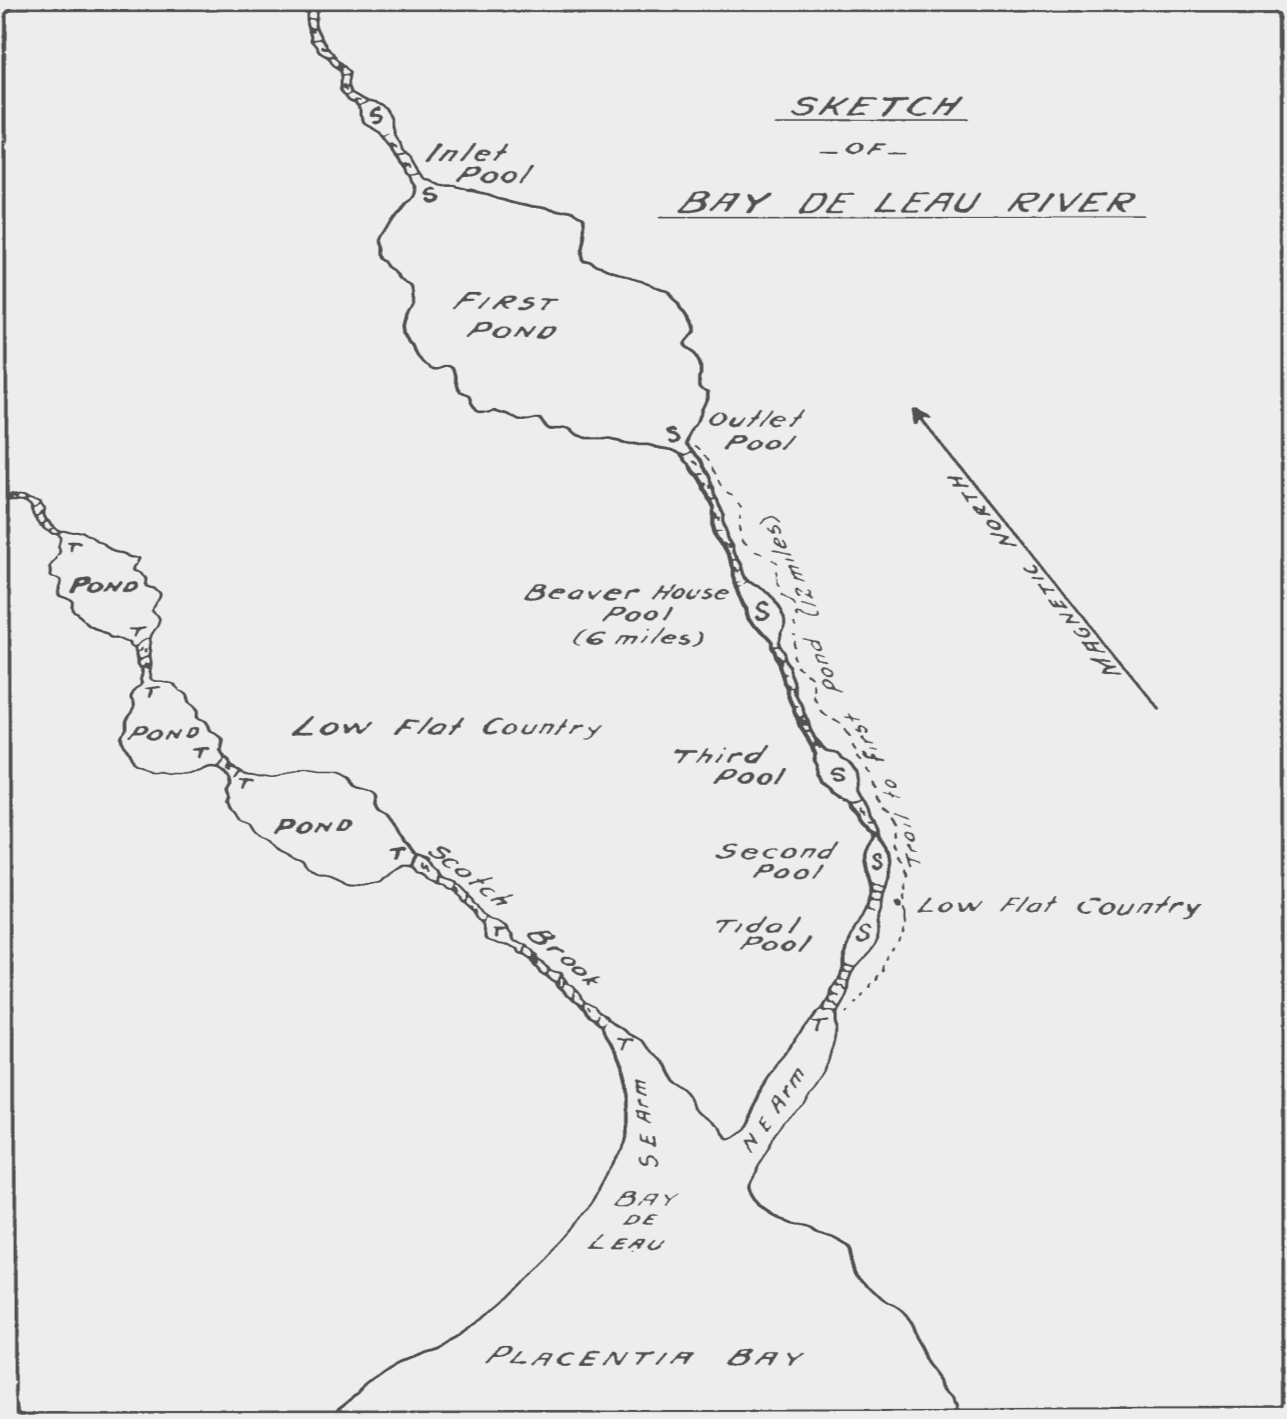 SKETCH
-OF-
BAY DE LEAU RIVER
S
Inlet
Pool
S
FIRST
POND
Outlet
Pool
S
MAGNETIC NORTH
T
POND
T
Beaver House
Pool
(6 miles)
S
Trail to First pond (12 miles)
T
POND
T
Low Flat Country
T
POND
T
Third
Pool
S
Second
Pool
S
Scotch Brook
T
Tidal
Pool
S
Low Flat Country
T
T
SE Arm
NE Arm
BAY
DE
LEAU
PLACENTIA BAY